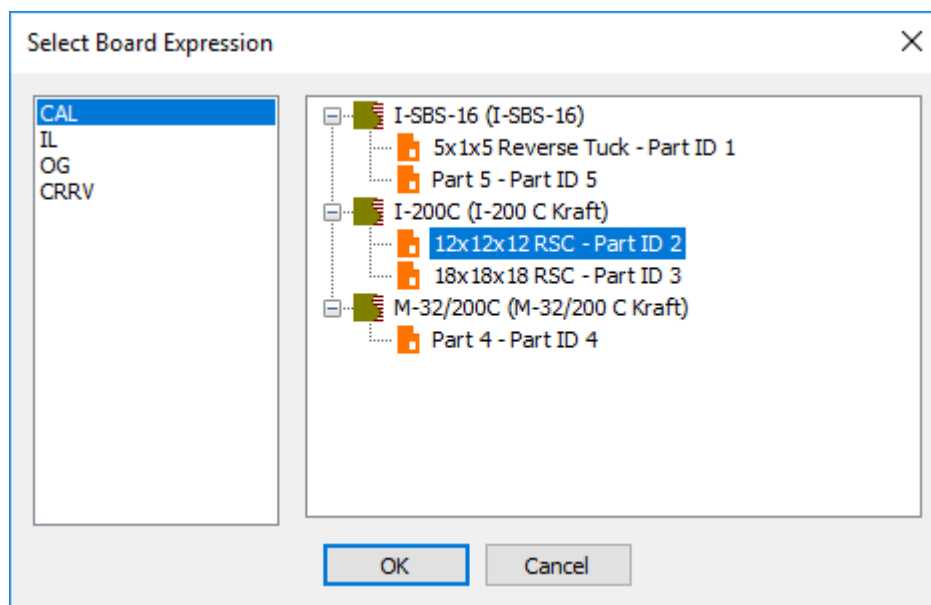 Select Board Expression
CAL
IL
OG
CRRV
I-SBS-16 (I-SBS-16)
5x1x5 Reverse Tuck - Part ID 1
Part 5 - Part ID 5
I-200C (I-200 C Kraft)
12x12x12 RSC - Part ID 2
18x18x18 RSC - Part ID 3
M-32/200C (M-32/200 C Kraft)
Part 4 - Part ID 4
OK
Cancel